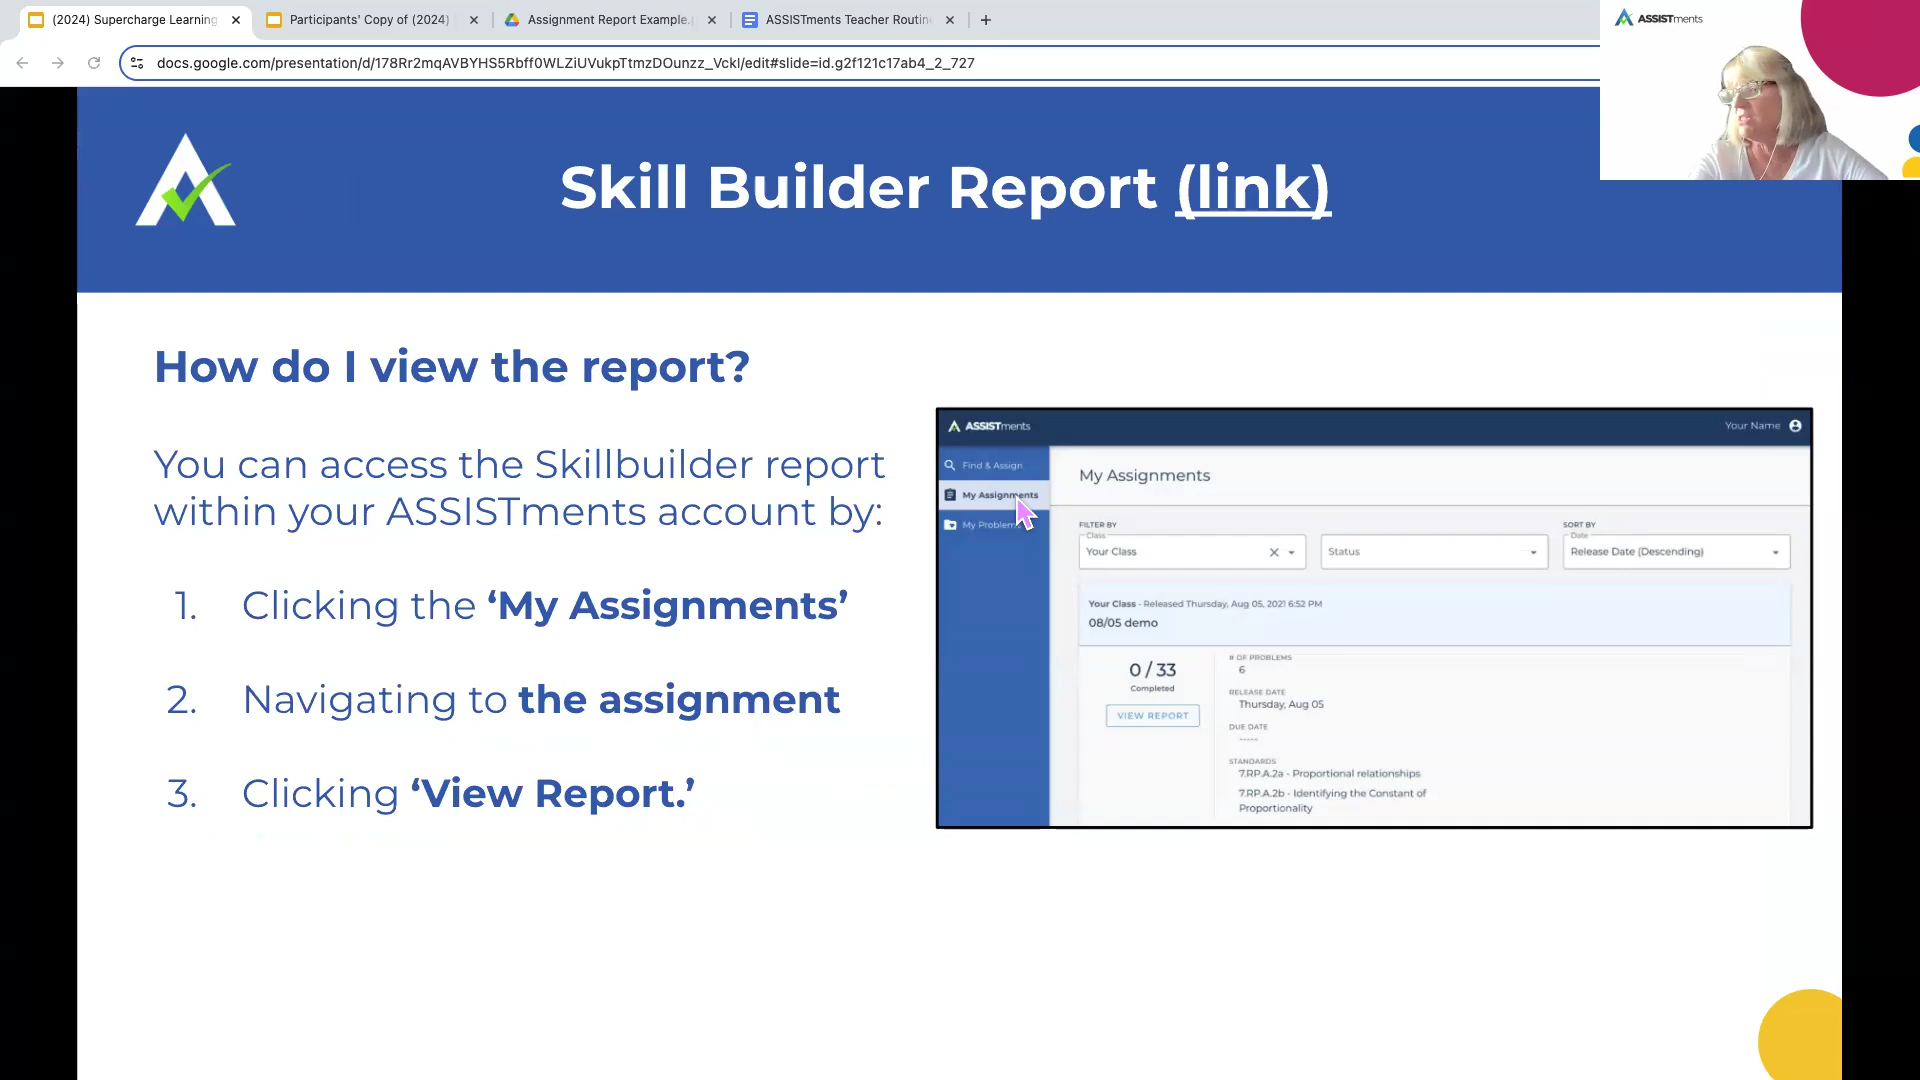 (2024) Supercharge Learning
Participants' Copy of (2024)
Assignment Report Example.
ASSISTments Teacher Routin
docs.google.com/presentation/d/178Rr2mqAVBYHS5Rbff0WLZiUVukpTtmzDOunzz_VckI/edit#slide=id.g2f121c17ab4_2_727
ASSISTments
Skill Builder Report (link)
How do I view the report?
You can access the Skillbuilder report
within your ASSISTments account by:
1. Clicking the ‘My Assignments’
2. Navigating to the assignment
3. Clicking ‘View Report.’
ASSISTments
Your Name
Find & Assign
My Assignments
My Problem
My Assignments
FILTER BY
SORT BY
Class
Your Class
Status
Date
Release Date (Descending)
Your Class - Released Thursday, Aug 05, 2021 6:52 PM
08/05 demo
0 / 33
Completed
VIEW REPORT
# OF PROBLEMS
6
RELEASE DATE
Thursday, Aug 05
DUE DATE
-----
STANDARDS
7.RP.A.2a - Proportional relationships
7.RP.A.2b - Identifying the Constant of
Proportionality